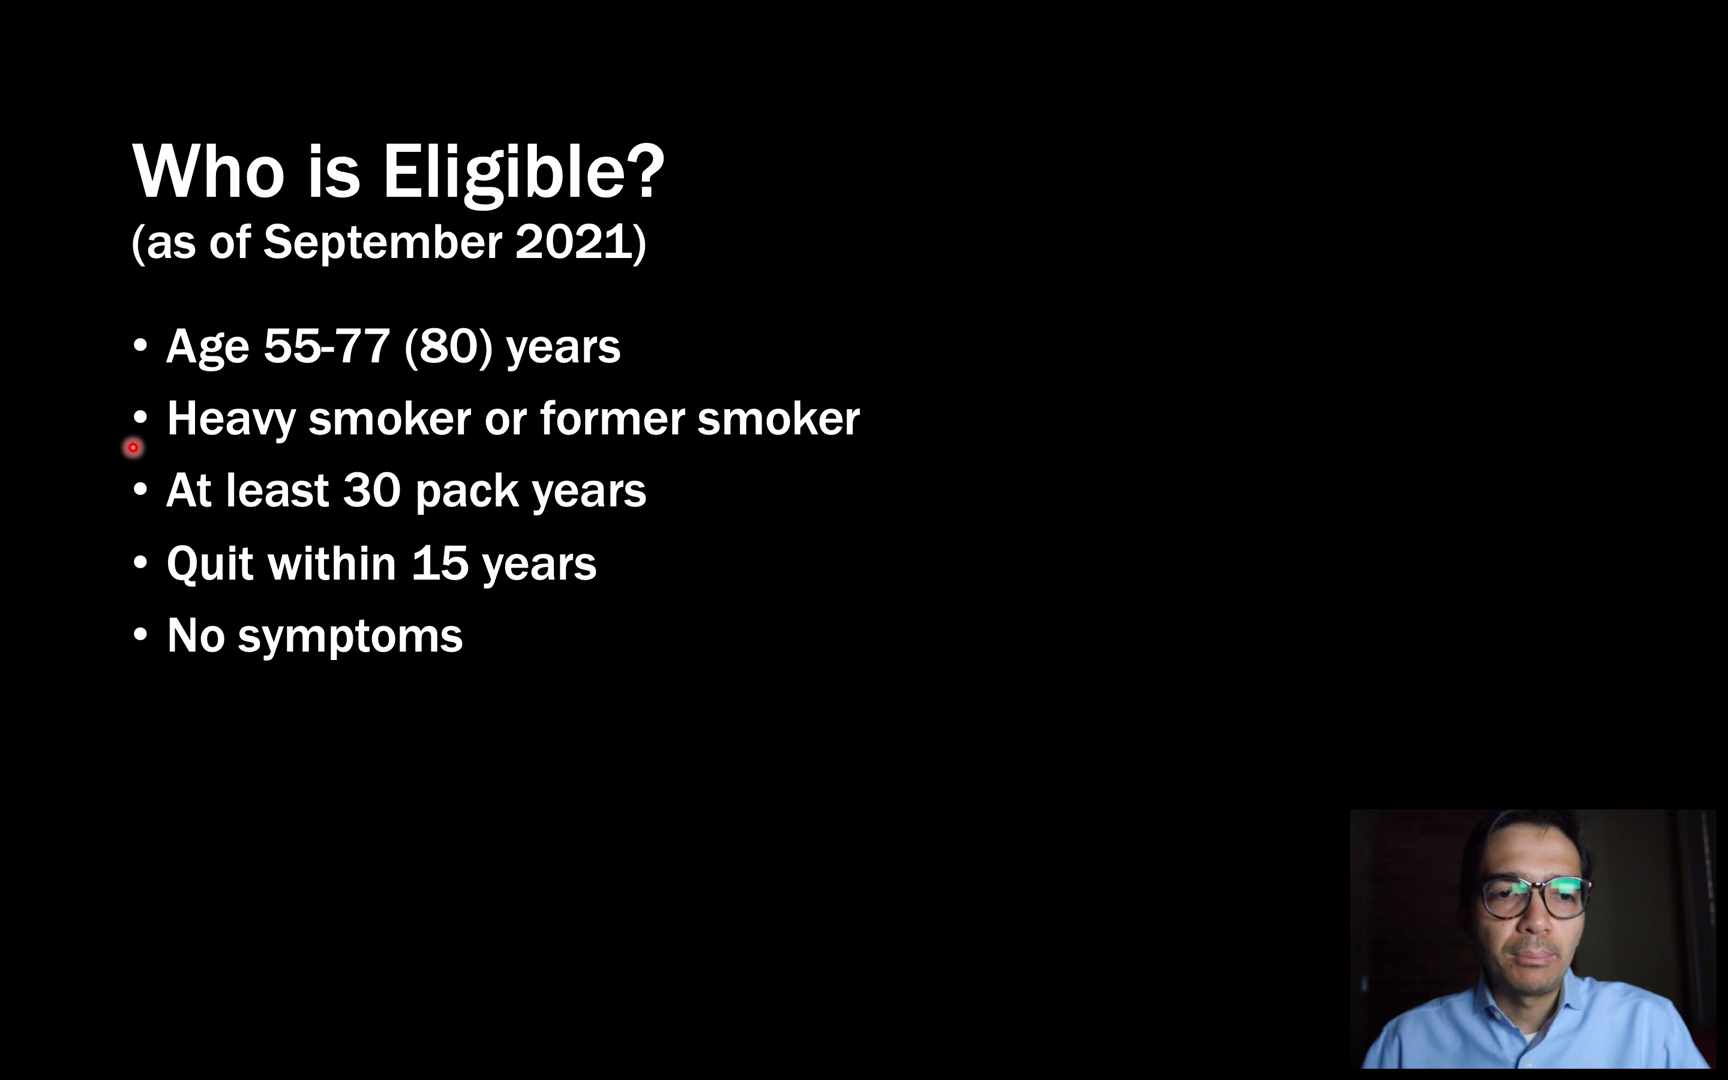 Who is Eligible?
(as of September 2021)
• Age 55-77 (80) years
• Heavy smoker or former smoker
• At least 30 pack years
• Quit within 15 years
• No symptoms